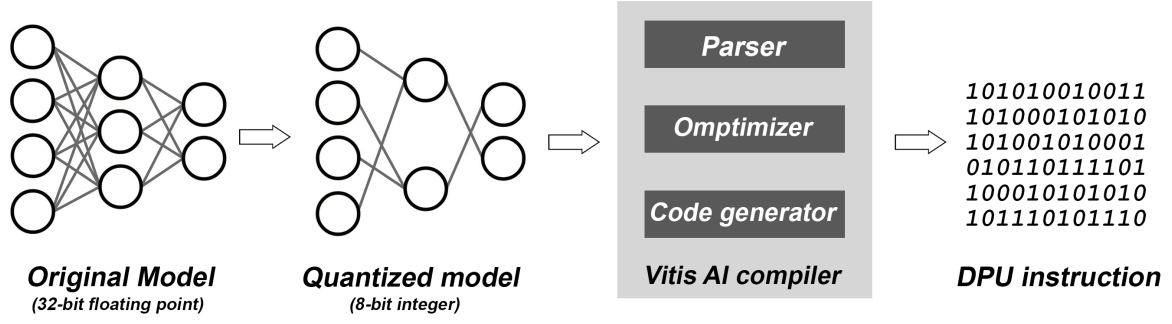 Parser
Omptimizer
Code generator
101010010011
101000101010
101001010001
010110111101
100010101010
101110101110
Original Model
(32-bit floating point)
Quantized model
(8-bit integer)
Vitis AI compiler
DPU instruction